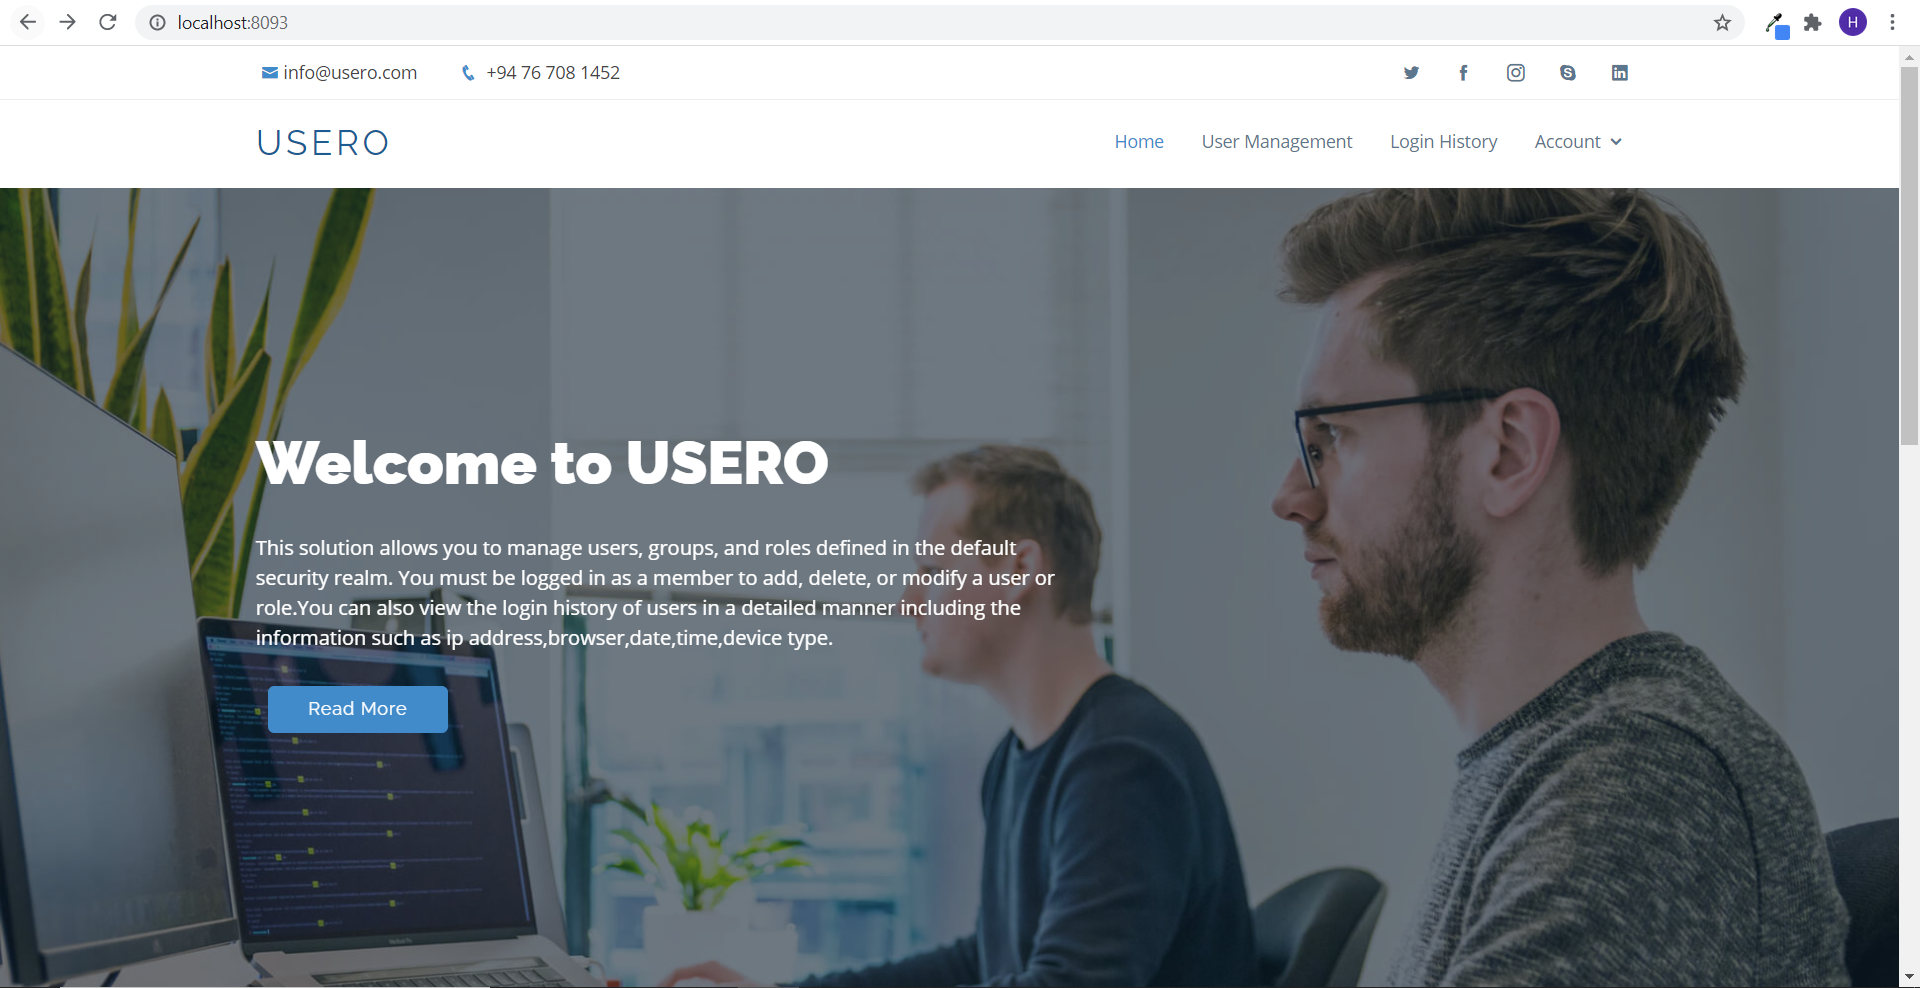 localhost:8093
info@usero.com +94 76 708 1452
USERO
Home User Management Login History Account
Welcome to USERO
This solution allows you to manage users, groups, and roles defined in the default
security realm. You must be logged in as a member to add, delete, or modify a user or
role.You can also view the login history of users in a detailed manner including the
information such as ip address,browser,date,time,device type.
Read More
H